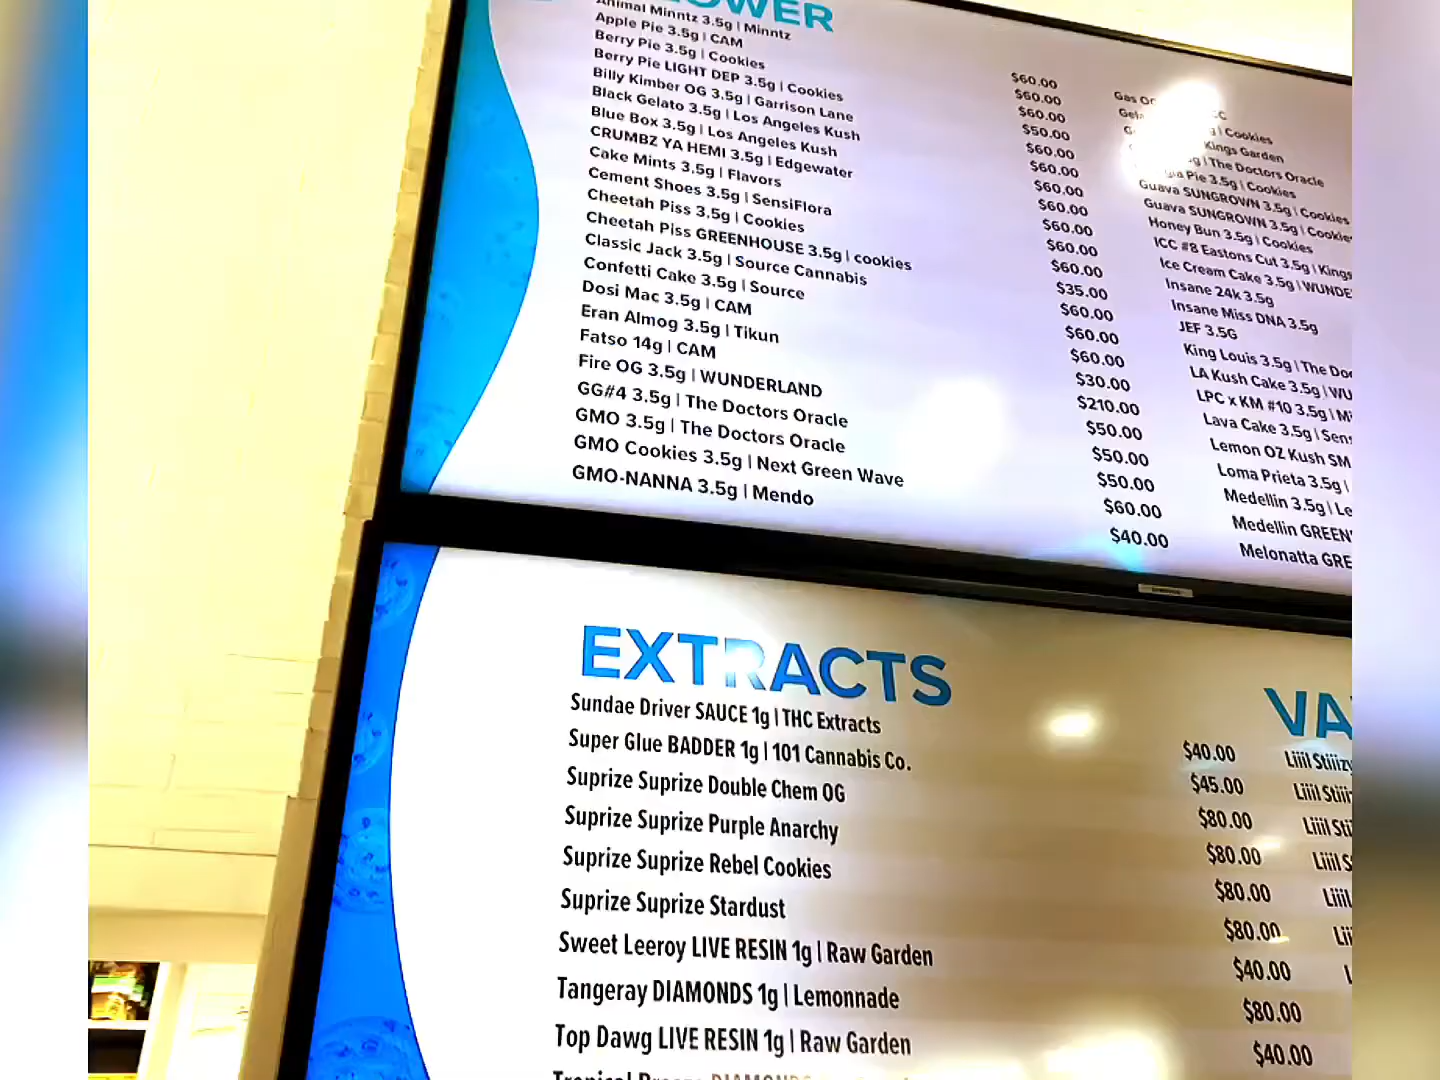 OWER
Animal Minntz 3.5g | Minntz
Apple Pie 3.5g | CAM
Berry Pie 3.5g | Cookies
Berry Pie LIGHT DEP 3.5g | Cookies
Billy Kimber OG 3.5g | Garrison Lane
Black Gelato 3.5g | Los Angeles Kush
Blue Box 3.5g | Los Angeles Kush
CRUMBZ YA HEMI 3.5g | Edgewater
Cake Mints 3.5g | Flavors
Cement Shoes 3.5g | SensiFlora
Cheetah Piss 3.5g | Cookies
Cheetah Piss GREENHOUSE 3.5g | cookies
Classic Jack 3.5g | Source Cannabis
Confetti Cake 3.5g | Source
Dosi Mac 3.5g | CAM
Eran Almog 3.5g | Tikun
Fatso 14g | CAM
Fire OG 3.5g | WUNDERLAND
GG#4 3.5g | The Doctors Oracle
GMO 3.5g | The Doctors Oracle
GMO Cookies 3.5g | Next Green Wave
GMO-NANNA 3.5g | Mendo
$60.00
$60.00
$60.00
$50.00
$60.00
$60.00
$60.00
$60.00
$60.00
$60.00
$60.00
$35.00
$60.00
$60.00
$60.00
$30.00
$210.00
$50.00
$50.00
$50.00
$60.00
$40.00
Gas
| Cookies
Kings Garden
| The Doctors Oracle
Pie 3.5g | Cookies
Guava SUNGROWN 3.5g | Cookies
Guava SUNGROWN 3.5g | Cookie
Honey Bun 3.5g | Cookies
ICC #8 Eastons Cut 3.5g | Kings
Ice Cream Cake 3.5g | WUNDE
Insane 24k 3.5g
Insane Miss DNA 3.5g
JEF 3.5G
King Louis 3.5g | The Do
LA Kush Cake 3.5g | WU
LPC x KM #10 3.5g | M
Lava Cake 3.5g | Sens
Lemon OZ Kush SM
Loma Prieta 3.5g |
Medellin 3.5g | Le
Medellin GREEN
Melonatta GRE
SAMSUNG
EXTRACTS
Sundae Driver SAUCE 1g | THC Extracts
Super Glue BADDER 1g | 101 Cannabis Co.
Suprize Suprize Double Chem OG
Suprize Suprize Purple Anarchy
Suprize Suprize Rebel Cookies
Suprize Suprize Stardust
Sweet Leeroy LIVE RESIN 1g | Raw Garden
Tangeray DIAMONDS 1g | Lemonnade
Top Dawg LIVE RESIN 1g | Raw Garden
$40.00
$45.00
$80.00
$80.00
$80.00
$80.00
$40.00
$80.00
$40.00
VA
Liiil Stiiizy
Liiil Stiii
Liiil Sti
Liiil S
Liiil
Lii
L